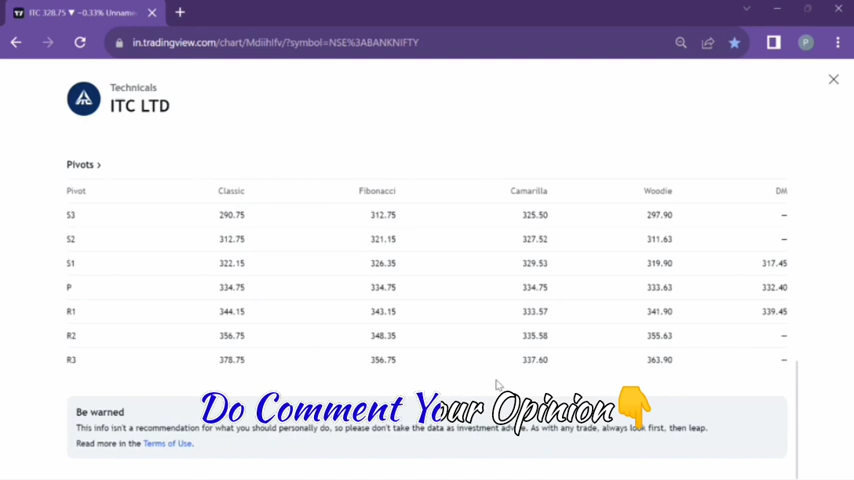 ITC 328.75 ▼ −0.33% Unnam
in.tradingview.com/chart/MdiihIfv/?symbol=NSE%3ABANKNIFTY
P
Technicals
ITC LTD
Pivots >
Pivot Classic Fibonacci Camarilla Woodie DM
S3 290.75 312.75 325.50 297.90 —
S2 312.75 321.15 327.52 311.63 —
S1 322.15 326.35 329.53 319.90 317.45
P 334.75 334.75 334.75 333.63 332.40
R1 344.15 343.15 333.57 341.90 339.45
R2 356.75 348.35 335.58 355.63 —
R3 378.75 356.75 337.60 363.90 —
Do Comment Your Opinion👇
Be warned
This info isn't a recommendation for what you should personally do, so please don't take the data as investment advice. As with any trade, always look first, then leap.
Read more in the Terms of Use.